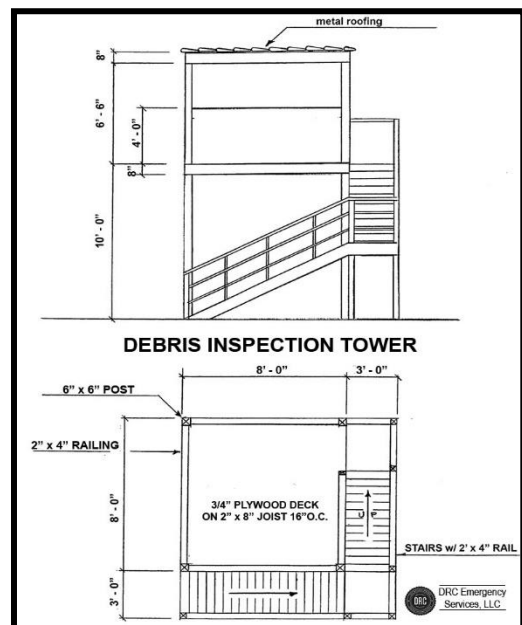 metal roofing
8"
6' - 6"
4' - 0"
8"
10' - 0"
DEBRIS INSPECTION TOWER
8' - 0"
3' - 0"
6" x 6" POST
2" x 4" RAILING
8' - 0"
3/4" PLYWOOD DECK
ON 2" x 8" JOIST 16"O.C.
UP
STAIRS w/ 2' x 4" RAIL
3' - 0"
DRC
DRC Emergency
Services, LLC